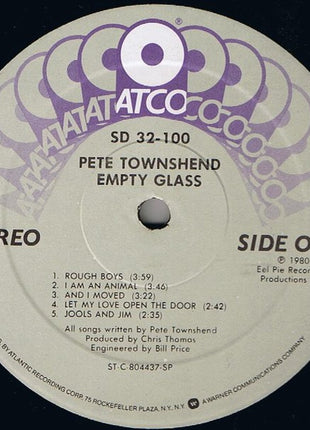 ATCO
SD 32-100
PETE TOWNSHEND
EMPTY GLASS
REO
SIDE O
℗ 1980
Eel Pie Recor
Productions
1. ROUGH BOYS (3:59)
2. I AM AN ANIMAL (3:46)
3. AND I MOVED (3:22)
4. LET MY LOVE OPEN THE DOOR (2:42)
5. JOOLS AND JIM (2:35)
All songs written by Pete Townshend
Produced by Chris Thomas
Engineered by Bill Price
ST-C-804437-SP
BY ATLANTIC RECORDING CORP. 75 ROCKEFELLER PLAZA, N.Y., N.Y. A WARNER COMMUNICATIONS COMPANY